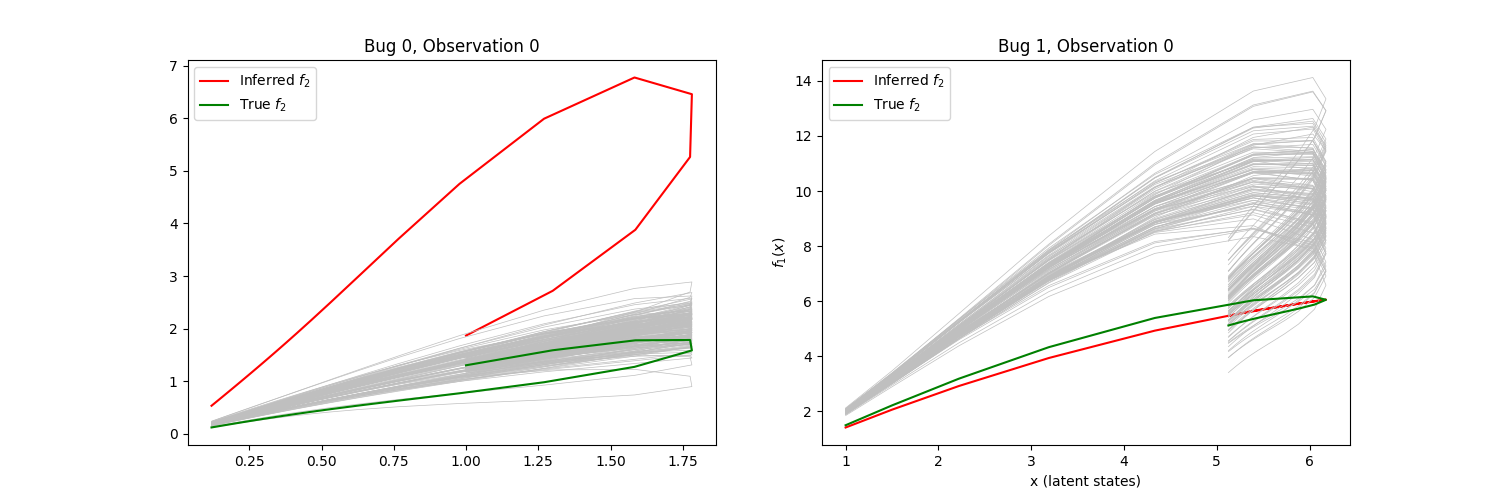 Bug 0, Observation 0
Inferred f₂
True f₂
7
6
5
4
3
2
1
0
0.25 0.50 0.75 1.00 1.25 1.50 1.75
Bug 1, Observation 0
Inferred f₂
True f₂
f₁(x)
14
12
10
8
6
4
2
1 2 3 4 5 6
x (latent states)